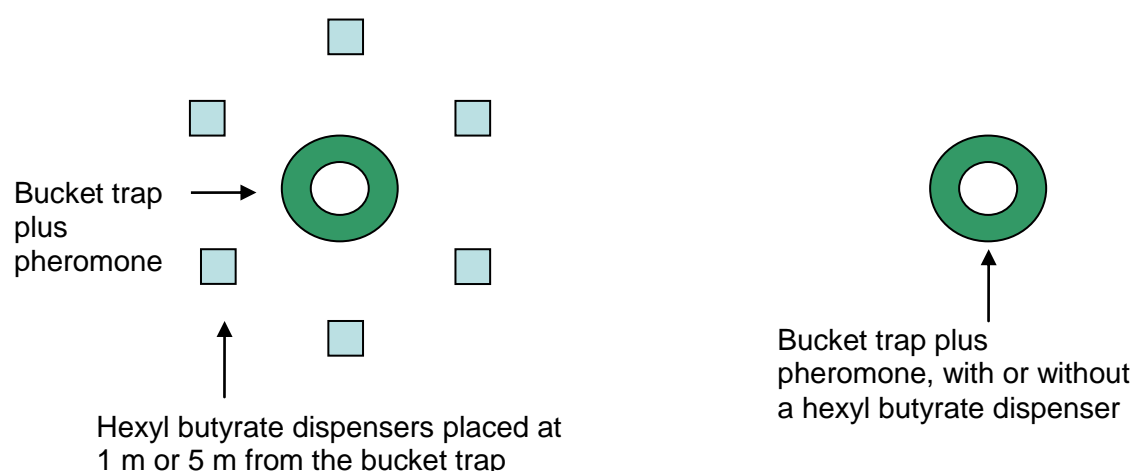 Bucket trap
plus
pheromone
Hexyl butyrate dispensers placed at
1 m or 5 m from the bucket trap
Bucket trap plus
pheromone, with or without
a hexyl butyrate dispenser